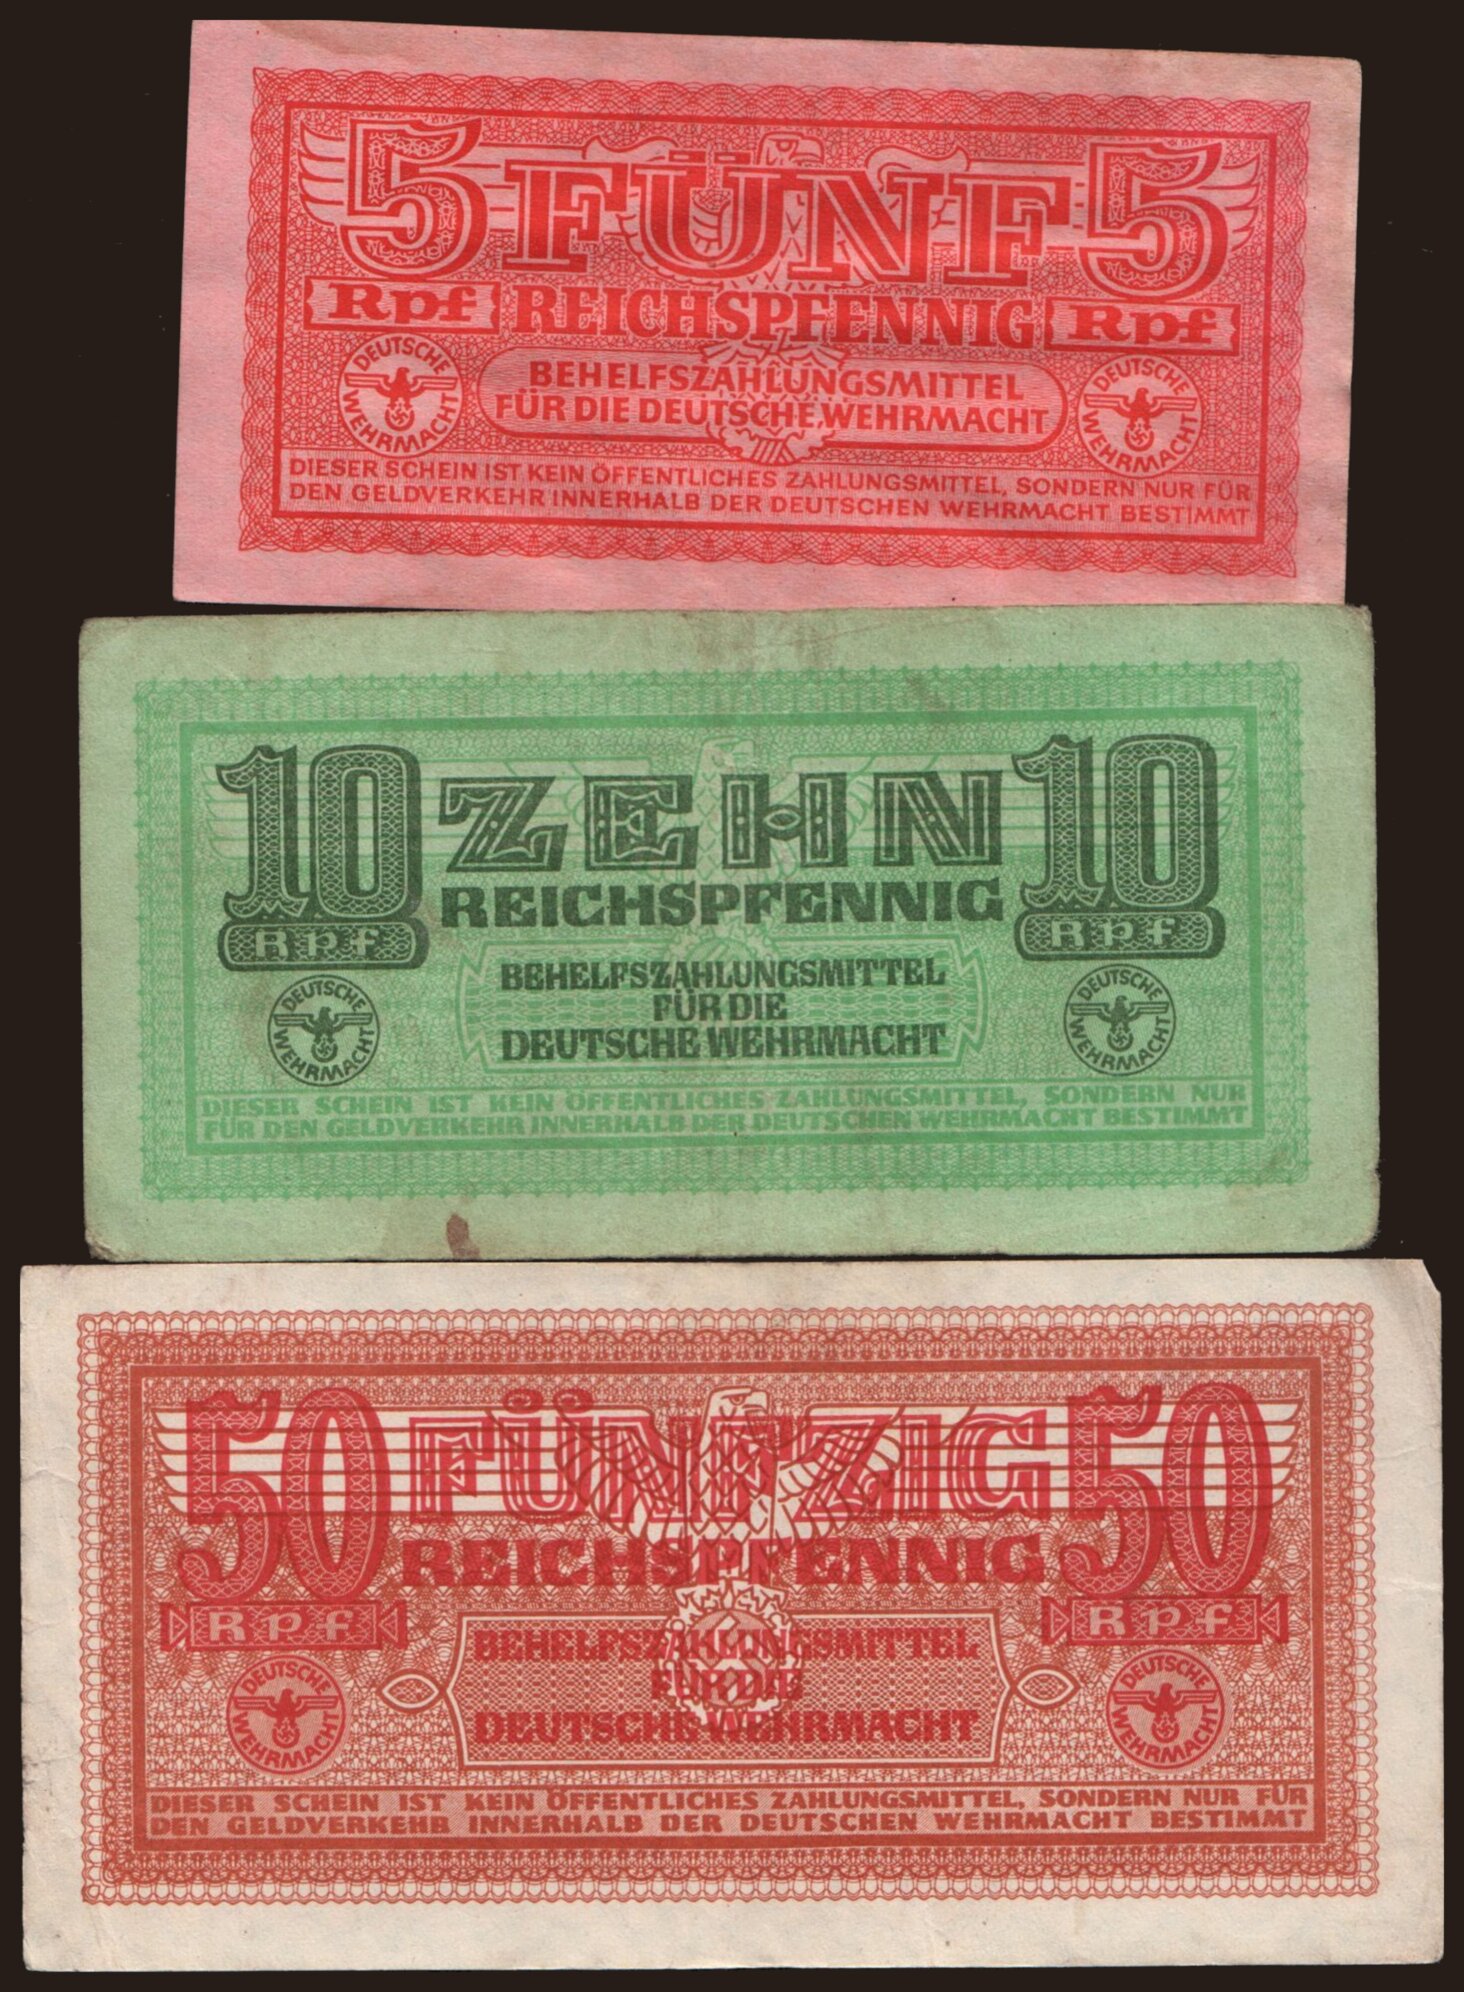 5 FÜNF 5
Rpf REICHSPFENNIG Rpf
DEUTSCHE WEHRMACHT
BEHELFSZAHLUNGSMITTEL
FÜR DIE DEUTSCHE WEHRMACHT
DEUTSCHE WEHRMACHT
DIESER SCHEIN IST KEIN ÖFFENTLICHES ZAHLUNGSMITTEL, SONDERN NUR FÜR
DEN GELDVERKEHR INNERHALB DER DEUTSCHEN WEHRMACHT BESTIMMT
10 ZEHN 10
REICHSPFENNIG
Rpf Rpf
DEUTSCHE WEHRMACHT
BEHELFSZAHLUNGSMITTEL
FÜR DIE
DEUTSCHE WEHRMACHT
DEUTSCHE WEHRMACHT
DIESER SCHEIN IST KEIN ÖFFENTLICHES ZAHLUNGSMITTEL, SONDERN NUR
FÜR DEN GELDVERKEHR INNERHALB DER DEUTSCHEN WEHRMACHT BESTIMMT
50 FÜNFZIG 50
REICHSPFENNIG
Rpf Rpf
DEUTSCHE WEHRMACHT
BEHELFSZAHLUNGSMITTEL
FÜR DIE
DEUTSCHE WEHRMACHT
DEUTSCHE WEHRMACHT
DIESER SCHEIN IST KEIN ÖFFENTLICHES ZAHLUNGSMITTEL, SONDERN NUR FÜR
DEN GELDVERKEHR INNERHALB DER DEUTSCHEN WEHRMACHT BESTIMMT